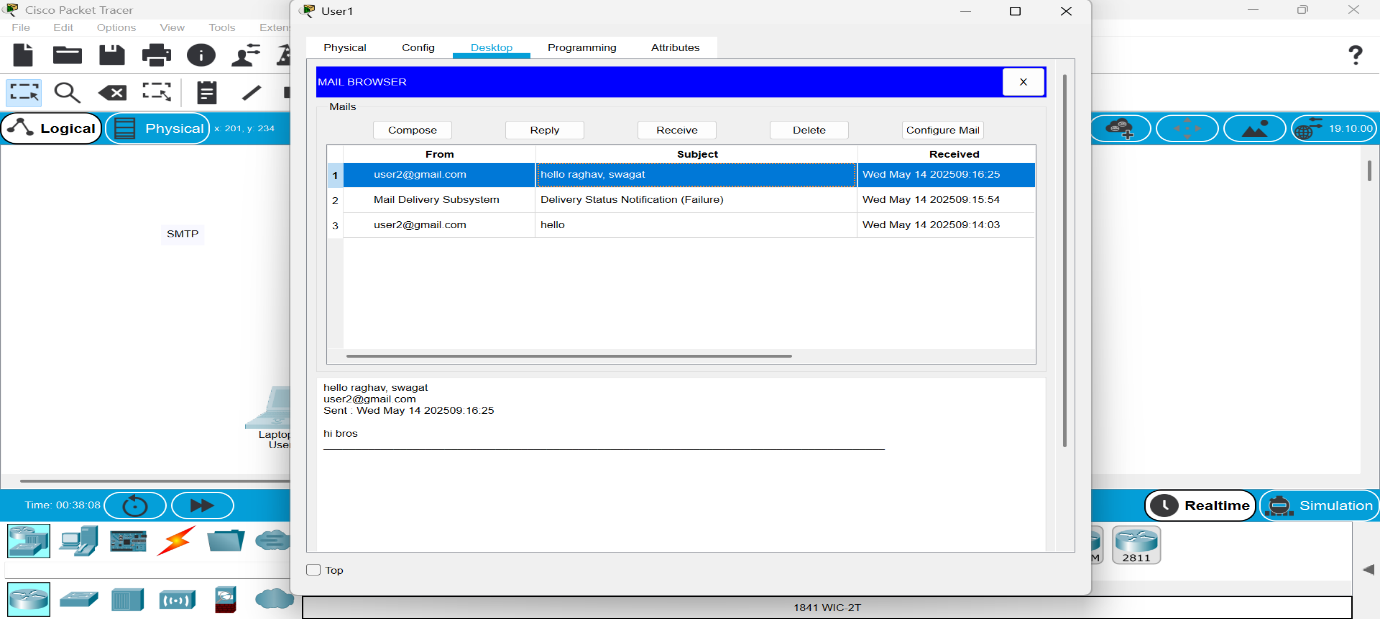 Cisco Packet Tracer
User1
File Edit Options View Tools Exten
Physical Config Desktop Programming Attributes
?
MAIL BROWSER
X
Mails
Logical Physical x: 201, y: 234
19:10:00
Compose Reply Receive Delete Configure Mail
From Subject Received
1 user2@gmail.com hello raghav, swagat Wed May 14 202509:16:25
2 Mail Delivery Subsystem Delivery Status Notification (Failure) Wed May 14 202509:15:54
3 user2@gmail.com hello Wed May 14 202509:14:03
SMTP
hello raghav, swagat
user2@gmail.com
Sent : Wed May 14 202509:16:25
hi bros
Laptop
User
Time: 00:38:08
Realtime Simulation
M 2811
Top
1841 WIC-2T